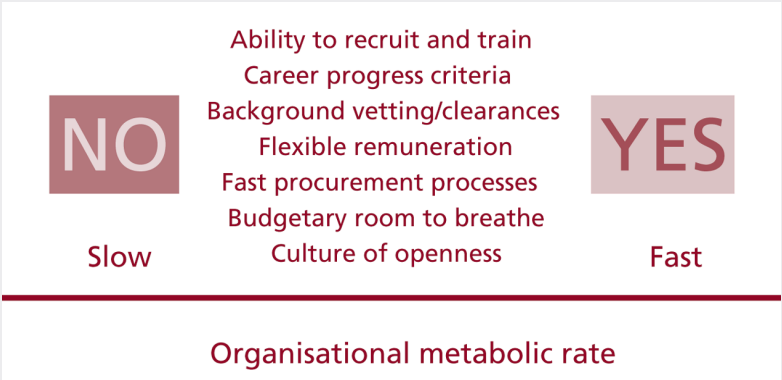 Ability to recruit and train
Career progress criteria
Background vetting/clearances
NO
Flexible remuneration
YES
Fast procurement processes
Budgetary room to breathe
Slow
Culture of openness
Fast
Organisational metabolic rate